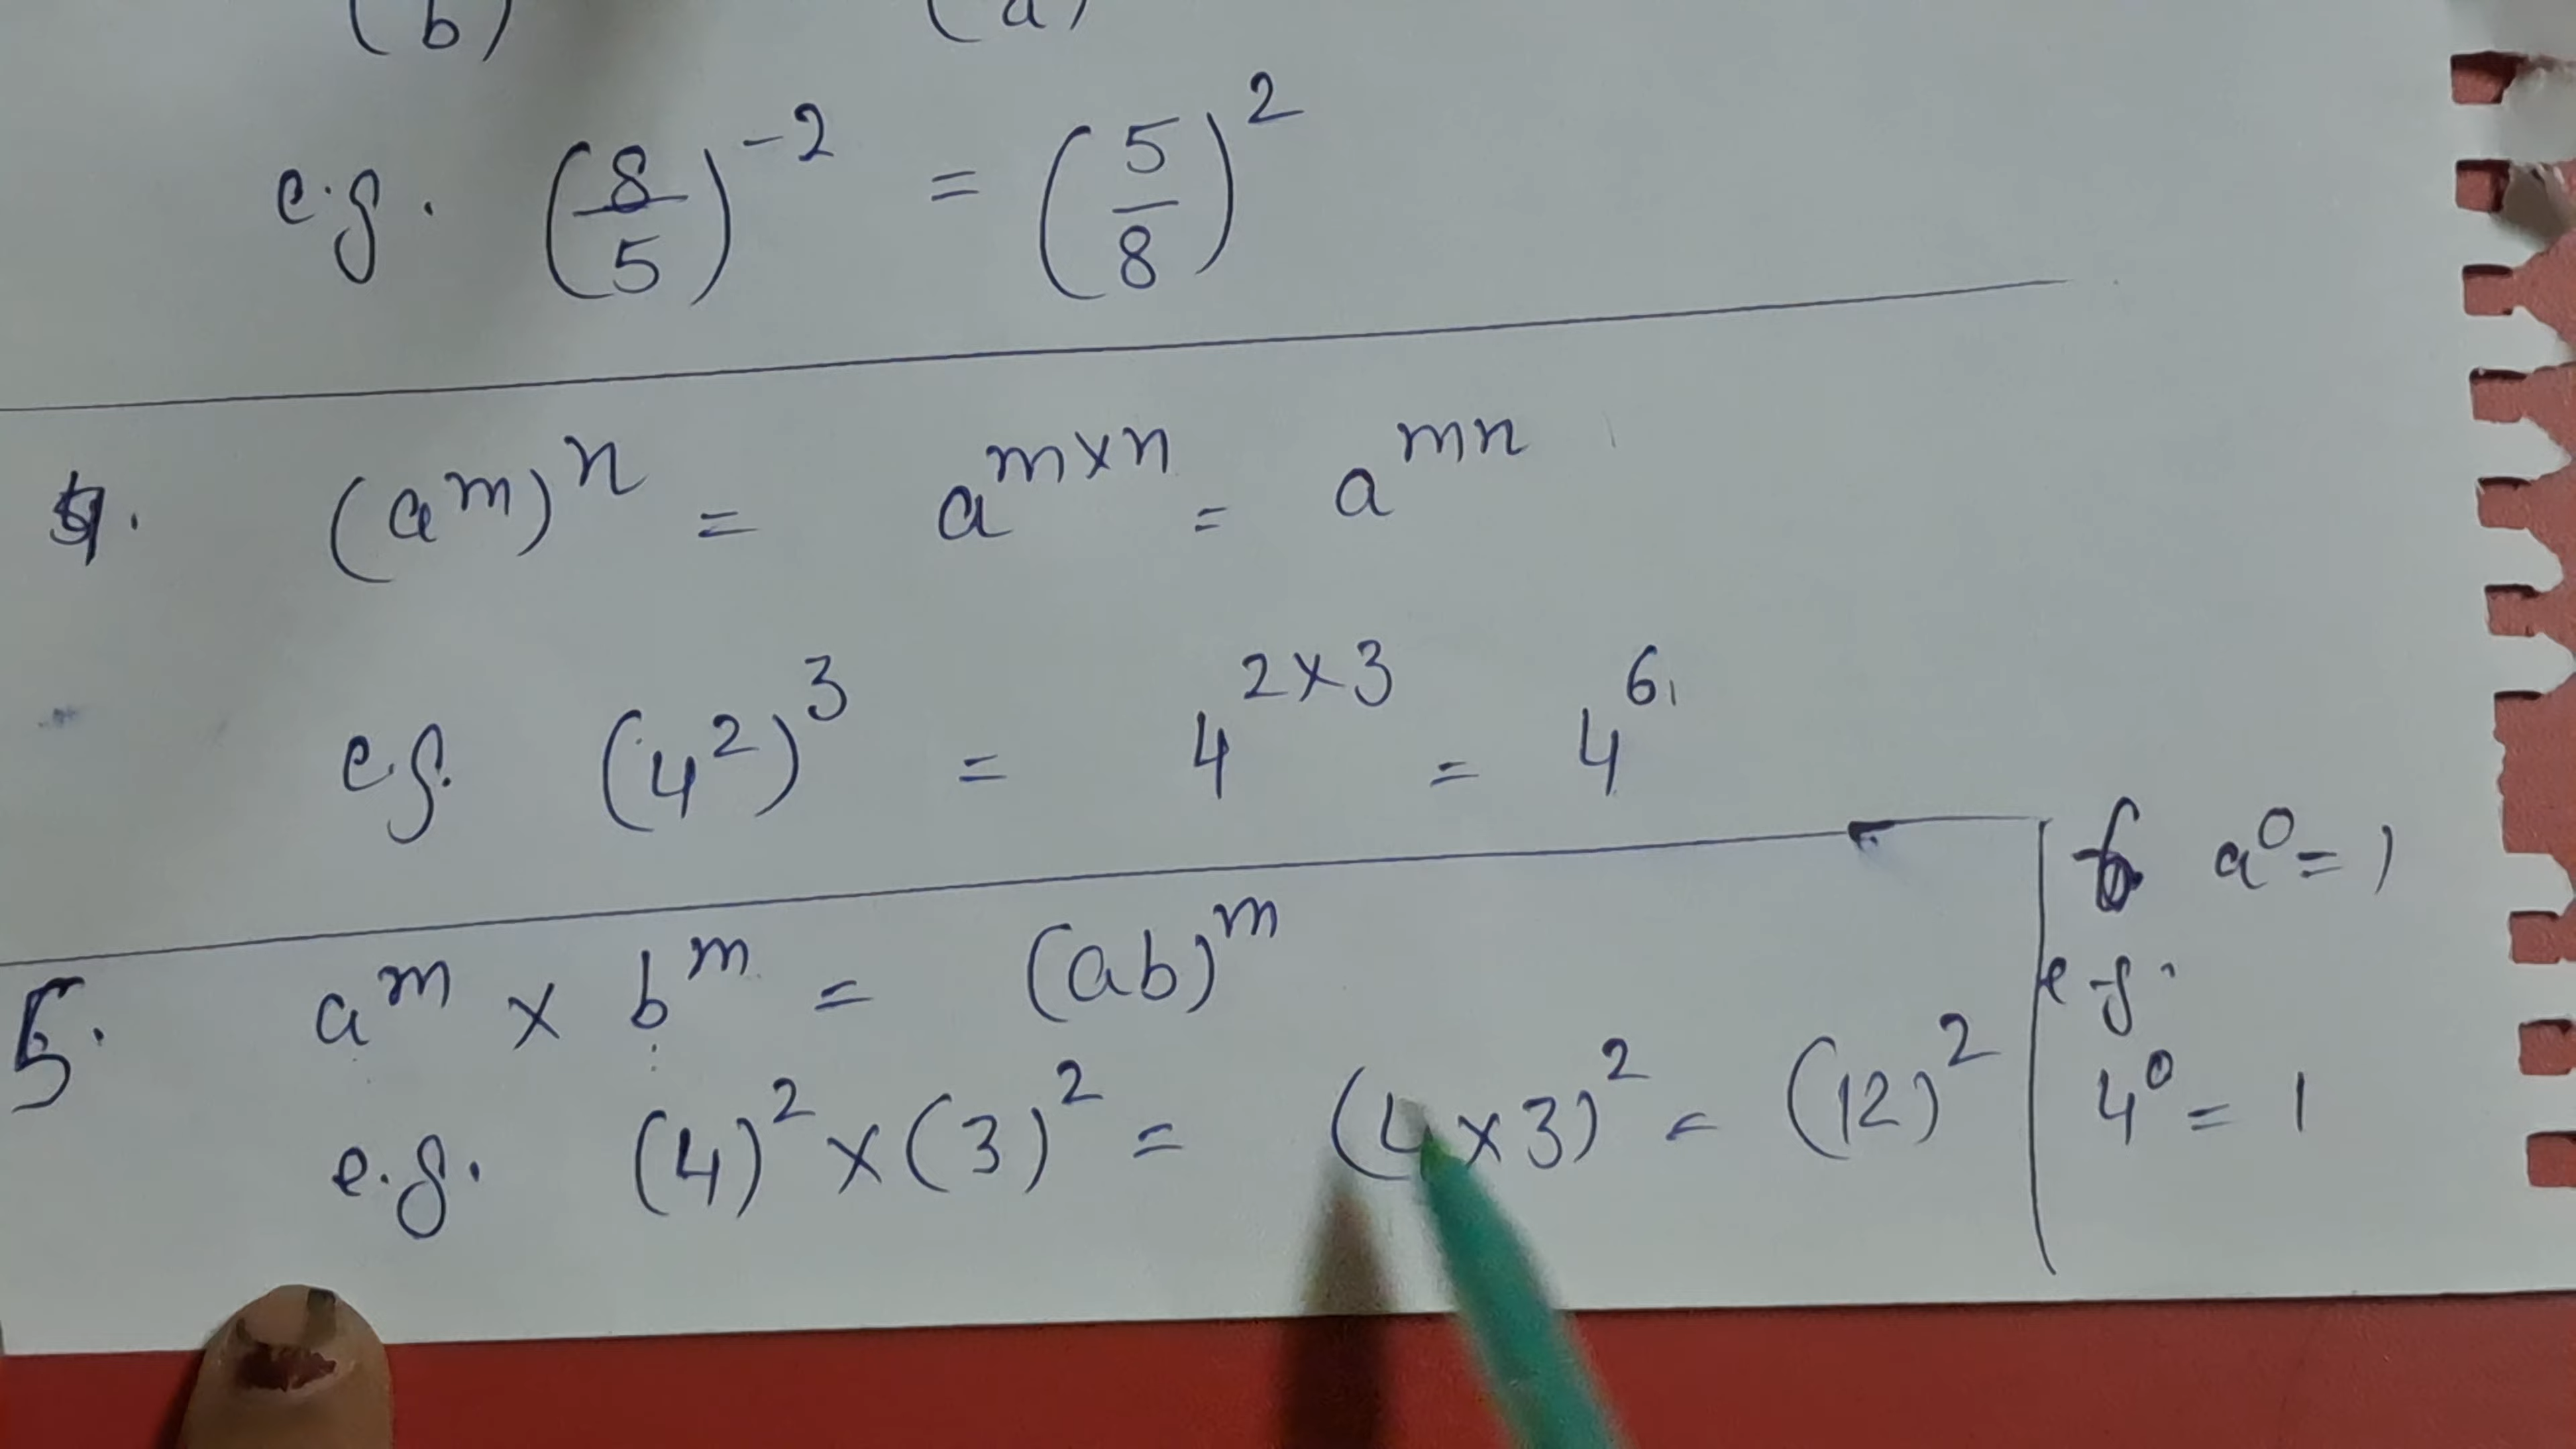 (b) (a)
e.g. (8/5)^-2 = (5/8)^2
4. (a^m)^n = a^m×n = a^mn
e.g. (4^2)^3 = 4^2×3 = 4^6
5. a^m × b^m = (ab)^m
e.g. (4)^2 × (3)^2 = (4×3)^2 = (12)^2
6 a^0 = 1
e.g.
4^0 = 1